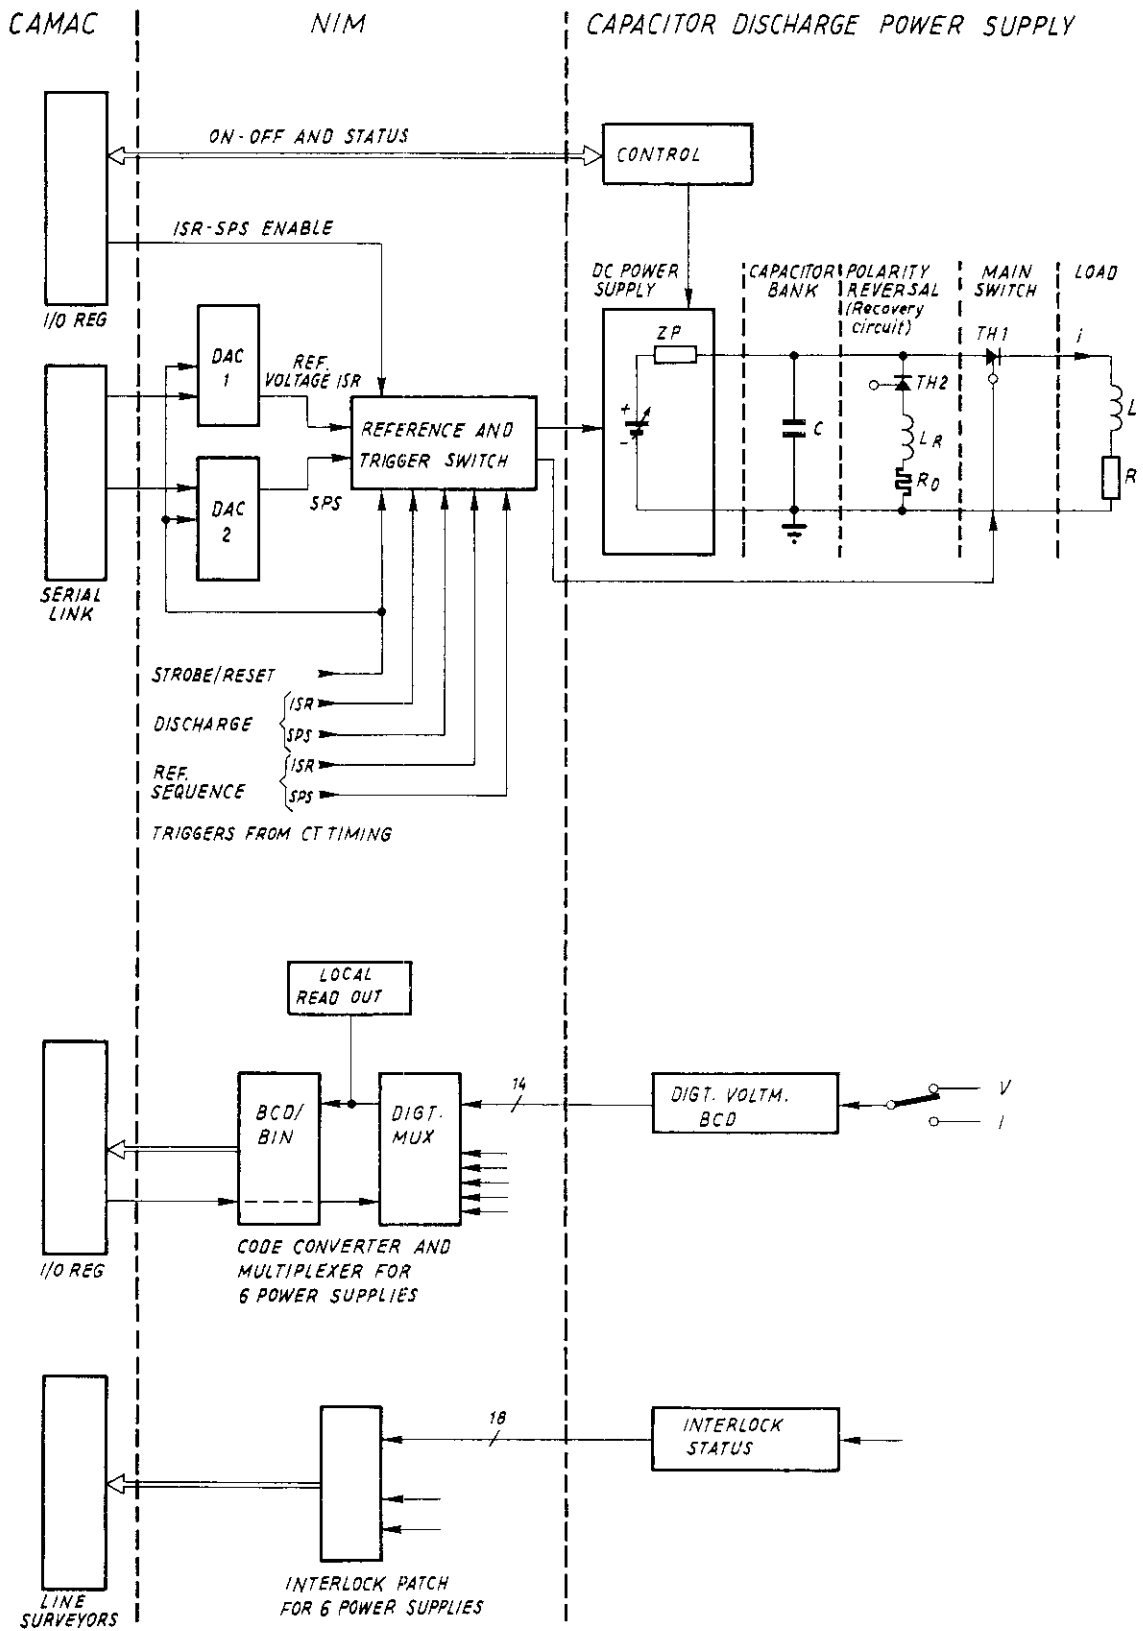 CAMAC
NIM
CAPACITOR DISCHARGE POWER SUPPLY
ON-OFF AND STATUS
CONTROL
ISR-SPS ENABLE
I/O REG
DC POWER
SUPPLY
CAPACITOR
BANK
POLARITY
REVERSAL
(Recovery
circuit)
MAIN
SWITCH
LOAD
DAC
1
REF.
VOLTAGE ISR
ZP
TH1
i
TH2
REFERENCE AND
TRIGGER SWITCH
+
-
C
LR
RD
L
R
DAC
2
SPS
SERIAL
LINK
STROBE/RESET
DISCHARGE
ISR
SPS
REF.
SEQUENCE
ISR
SPS
TRIGGERS FROM CT TIMING
LOCAL
READ OUT
BCD/
BIN
DIGT.
MUX
14
DIGT. VOLTM.
BCD
V
I
I/O REG
CODE CONVERTER AND
MULTIPLEXER FOR
6 POWER SUPPLIES
18
INTERLOCK
STATUS
LINE
SURVEYORS
INTERLOCK PATCH
FOR 6 POWER SUPPLIES